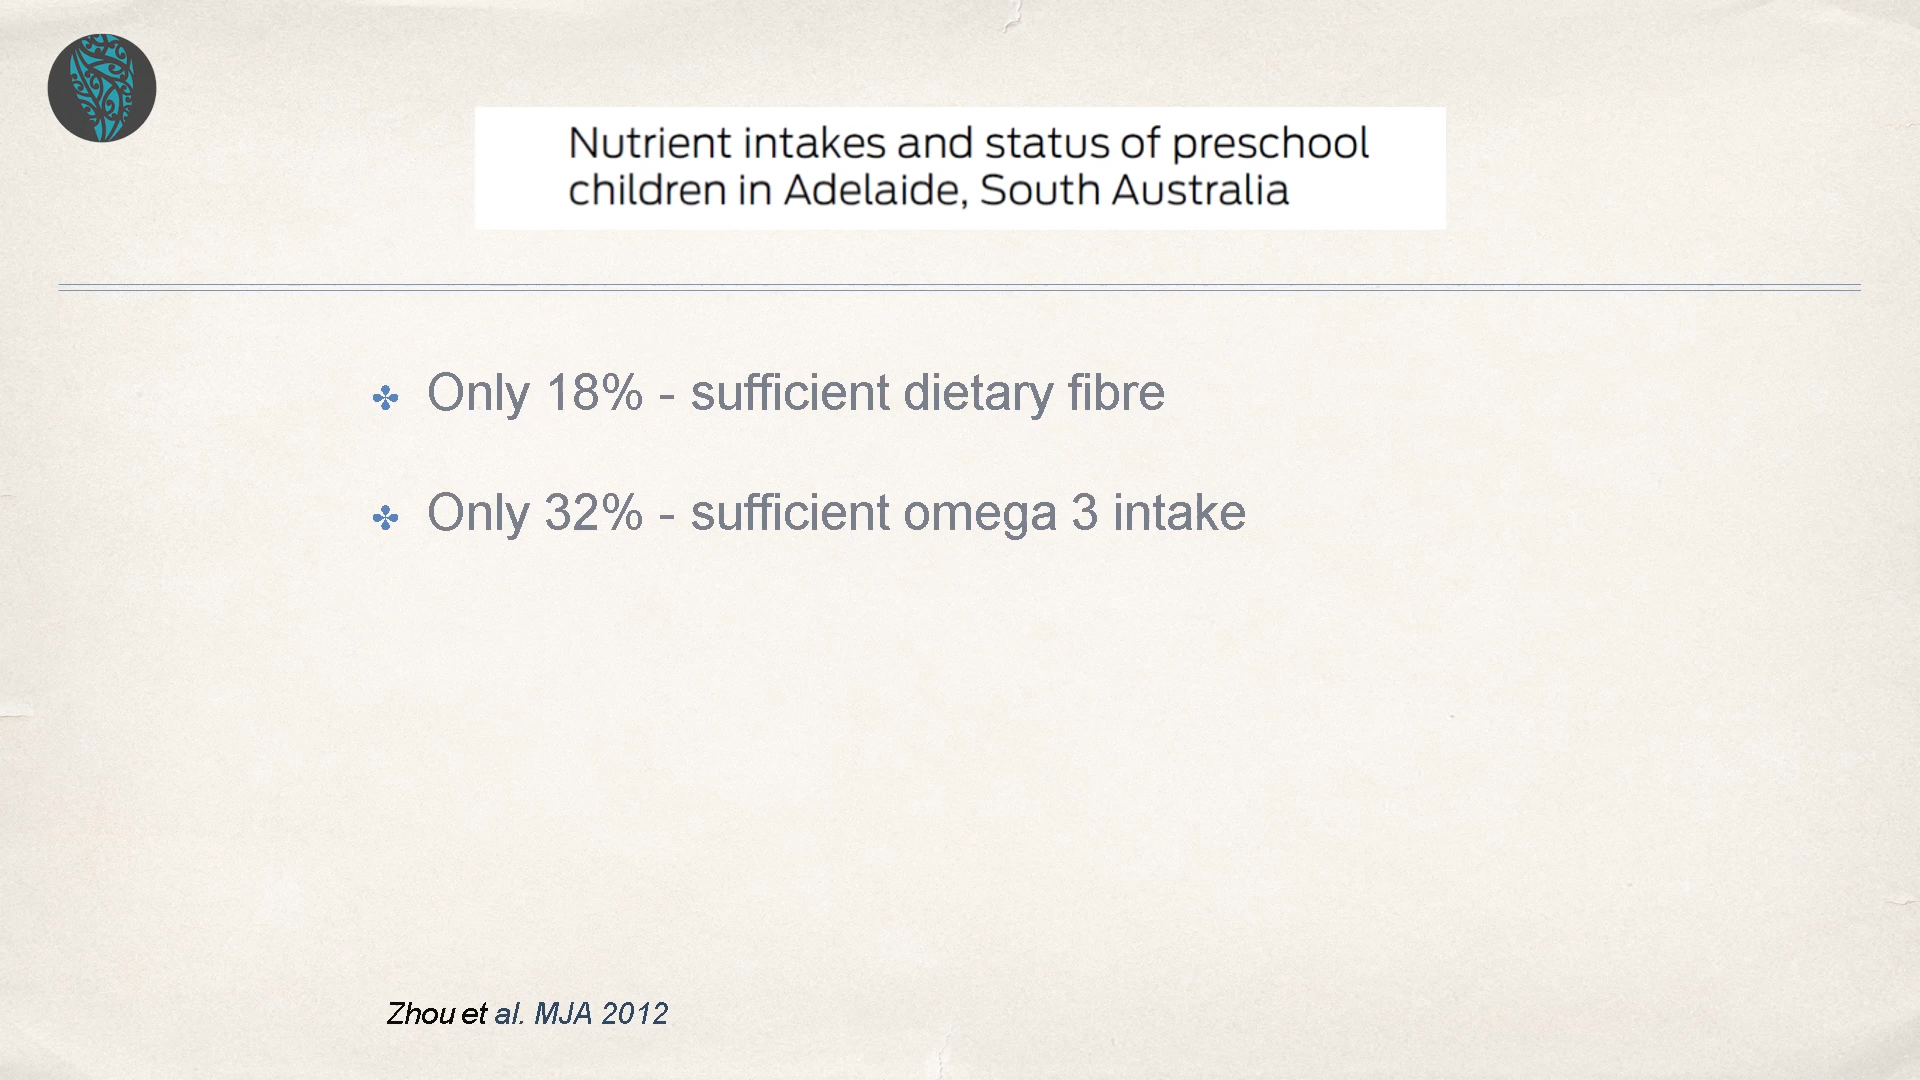 Nutrient intakes and status of preschool
children in Adelaide, South Australia
Only 18% - sufficient dietary fibre
Only 32% - sufficient omega 3 intake
Zhou et al. MJA 2012